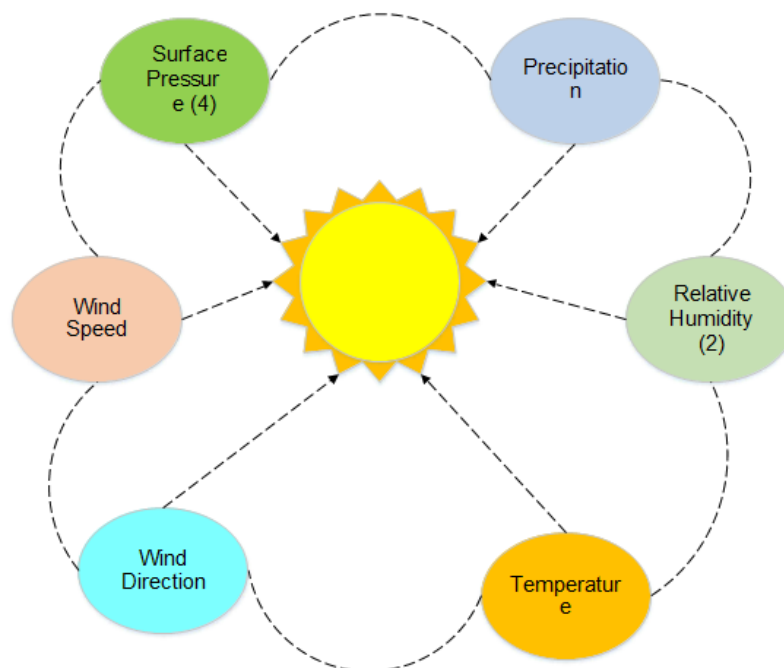 Surface
Pressur
e (4)
Precipitatio
n
Wind
Speed
Relative
Humidity
(2)
Wind
Direction
Temperatur
e